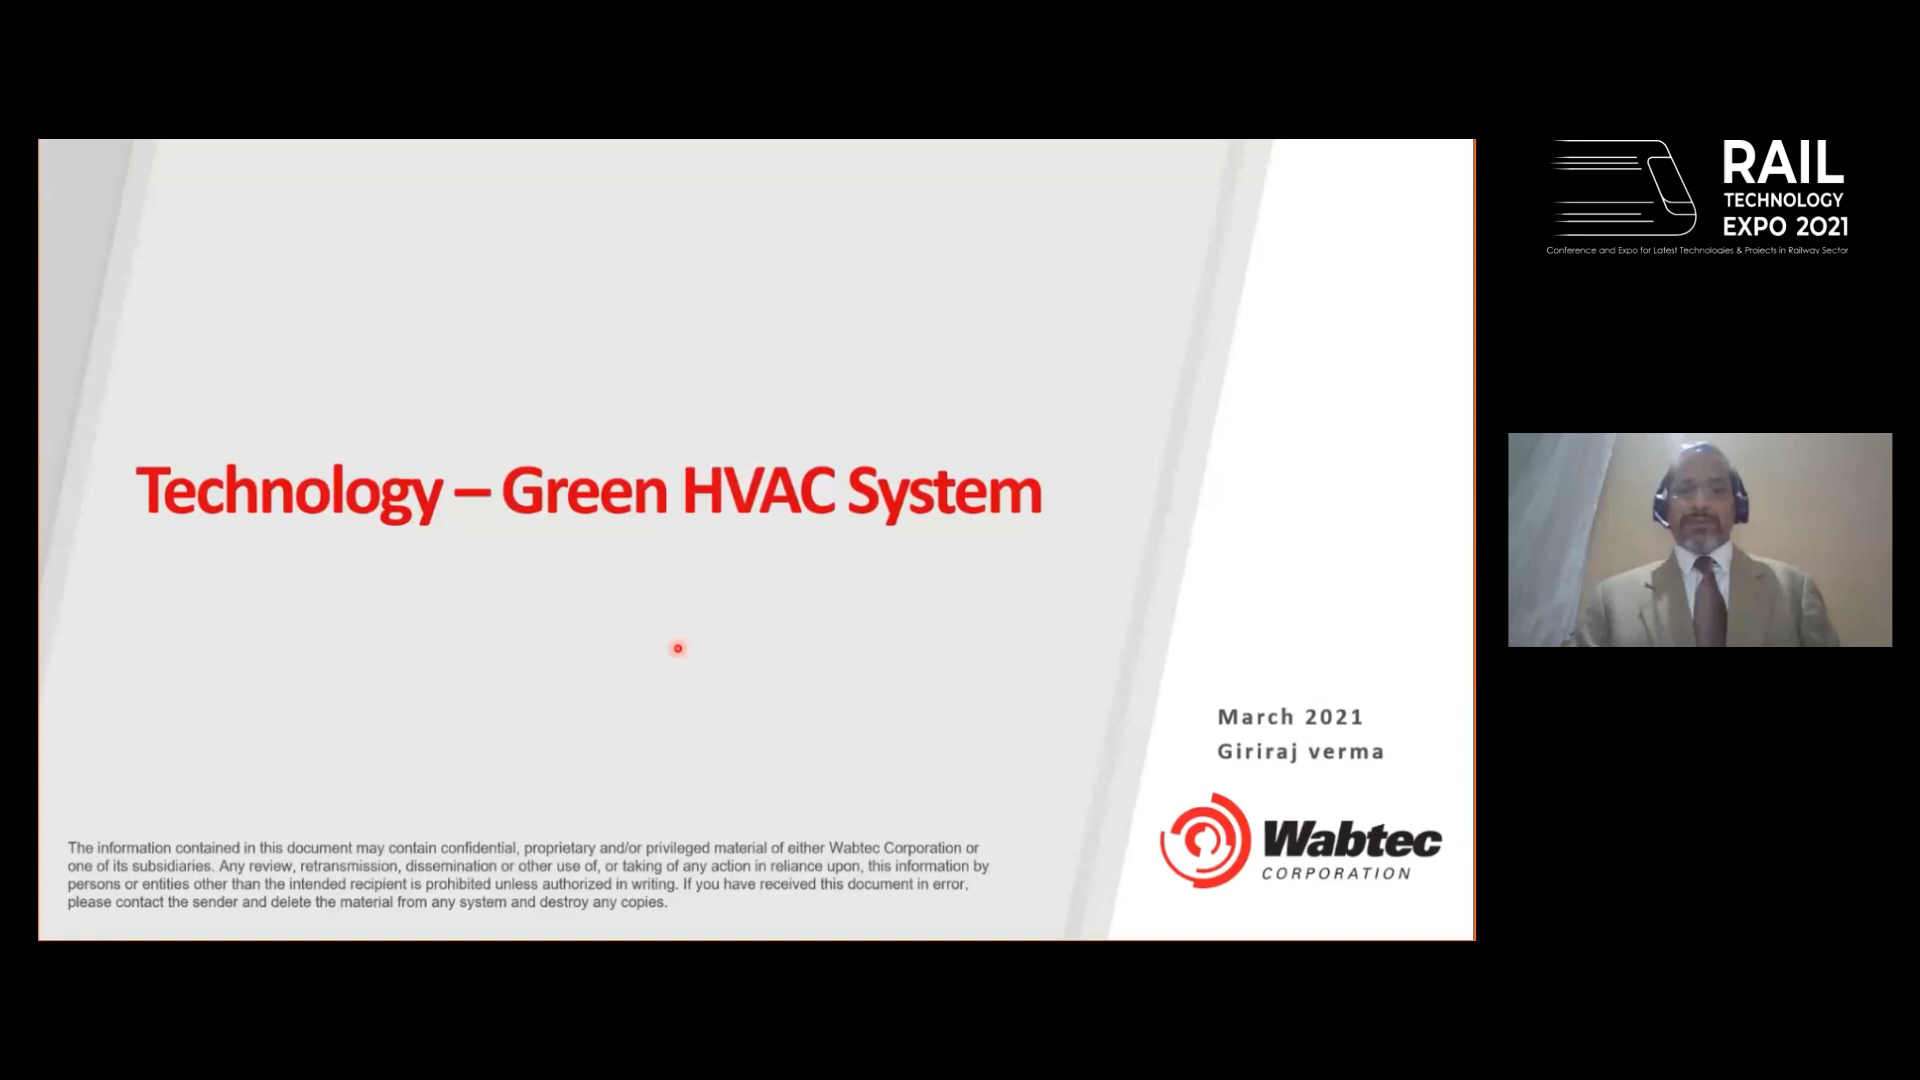 Technology – Green HVAC System
March 2021
Giriraj verma
Wabtec
CORPORATION
The information contained in this document may contain confidential, proprietary and/or privileged material of either Wabtec Corporation or
one of its subsidiaries. Any review, retransmission, dissemination or other use of, or taking of any action in reliance upon, this information by
persons or entities other than the intended recipient is prohibited unless authorized in writing. If you have received this document in error,
please contact the sender and delete the material from any system and destroy any copies.
RAIL
TECHNOLOGY
EXPO 2021
Conference and Expo for Latest Technologies & Projects in Railway Sector